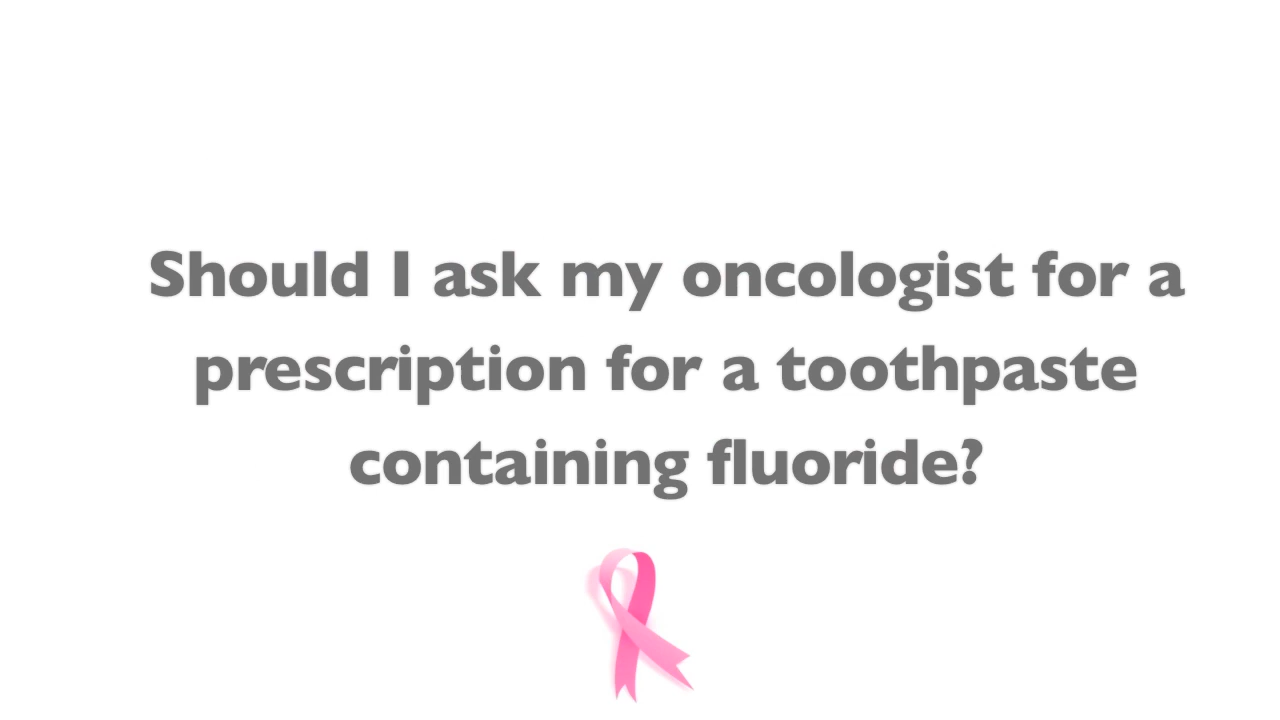 Should I ask my oncologist for a
prescription for a toothpaste
containing fluoride?